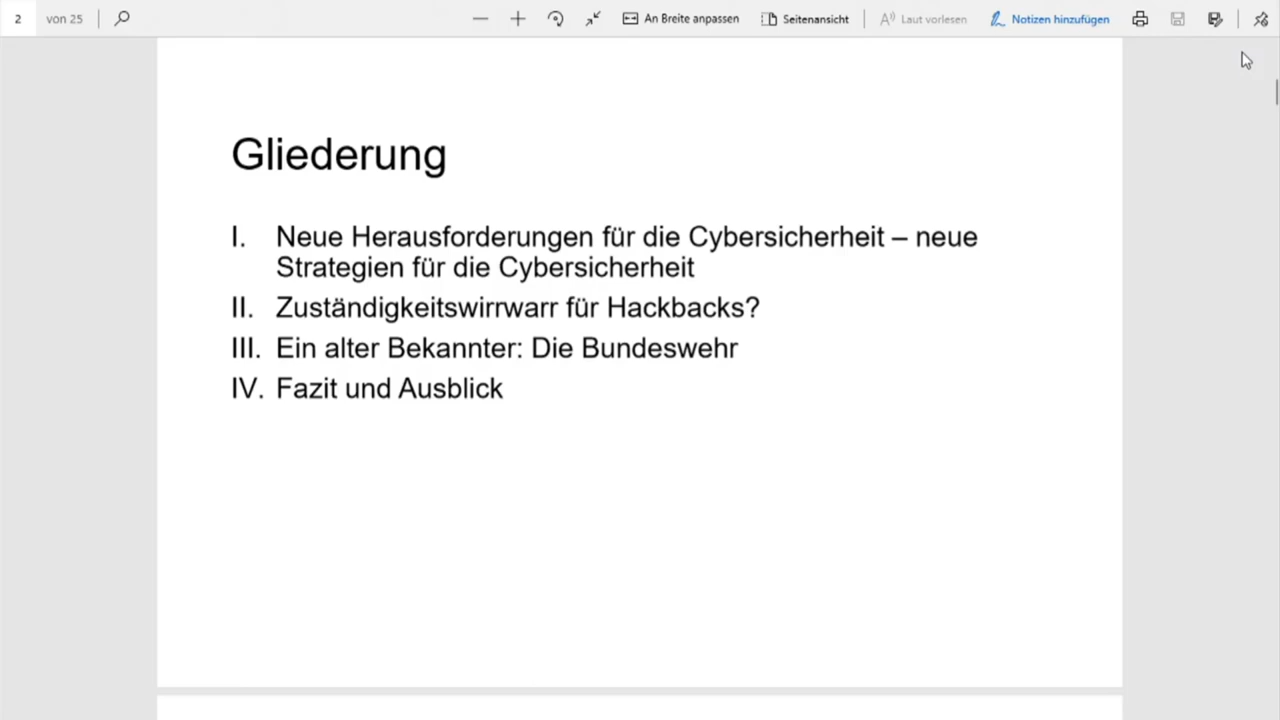 2 von 25 An Breite anpassen Seitenansicht Laut vorlesen Notizen hinzufügen
Gliederung
I. Neue Herausforderungen für die Cybersicherheit – neue
Strategien für die Cybersicherheit
II. Zuständigkeitswirrwarr für Hackbacks?
III. Ein alter Bekannter: Die Bundeswehr
IV. Fazit und Ausblick